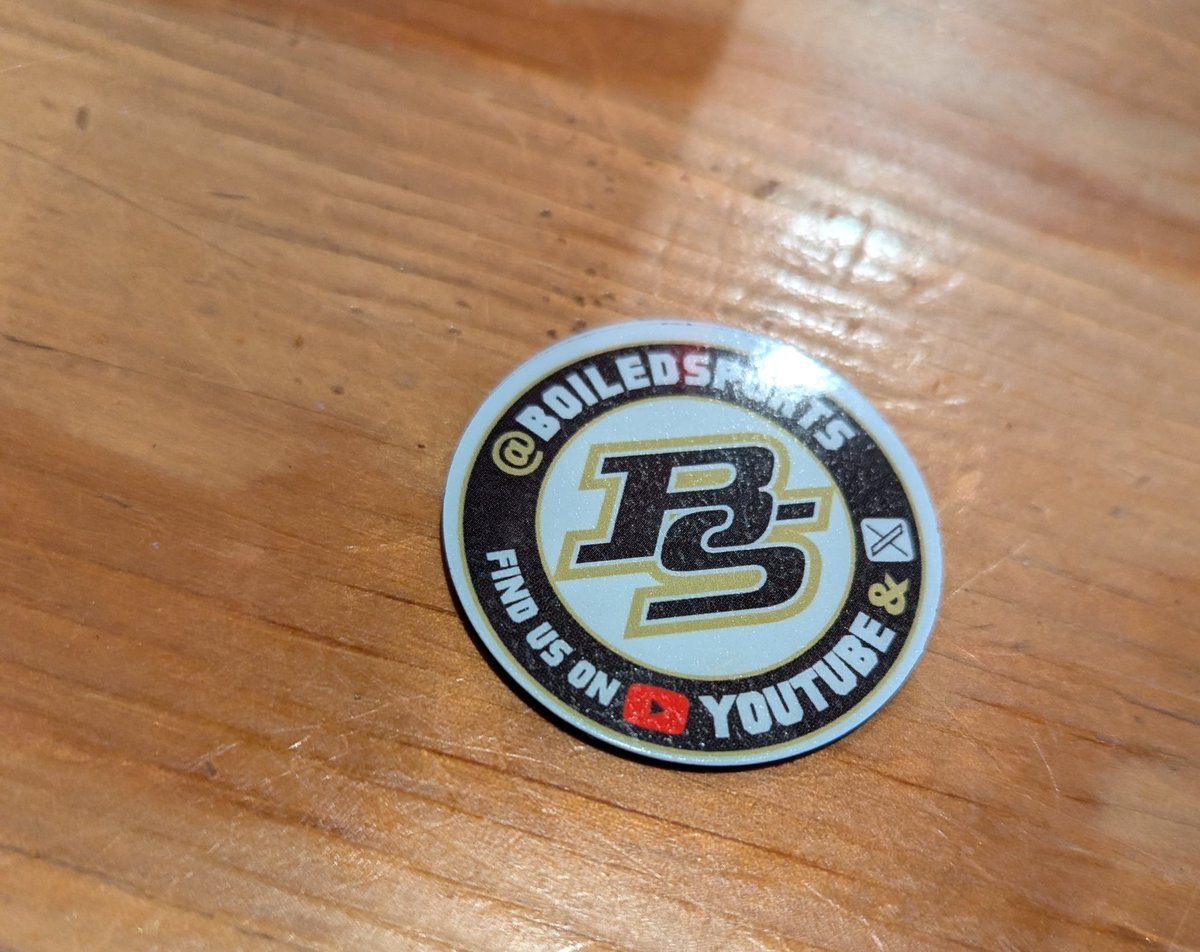 @BOILEDSPORTS
BS
FIND US ON YOUTUBE & X